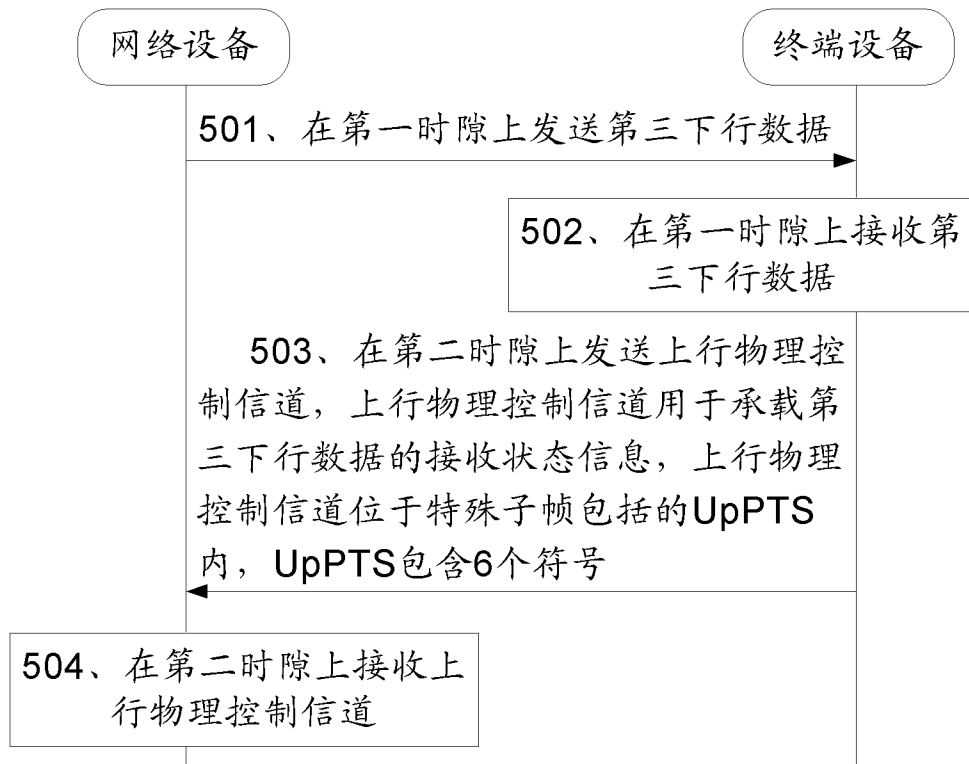 网络设备
终端设备
501、在第一时隙上发送第三下行数据
502、在第一时隙上接收第
三下行数据
503、在第二时隙上发送上行物理控
制信道，上行物理控制信道用于承载第
三下行数据的接收状态信息，上行物理
控制信道位于特殊子帧包括的UpPTS
内，UpPTS包含6个符号
504、在第二时隙上接收上
行物理控制信道